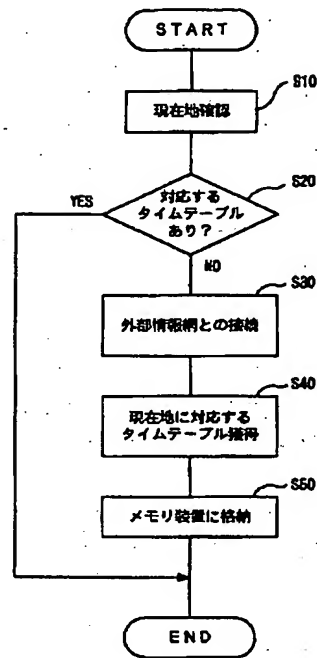 START
S10
現在地確認
S20
YES
対応する
タイムテーブル
あり?
NO
S30
外部情報網との接続
S40
現在地に対応する
タイムテーブル獲得
S50
メモリ装置に格納
END